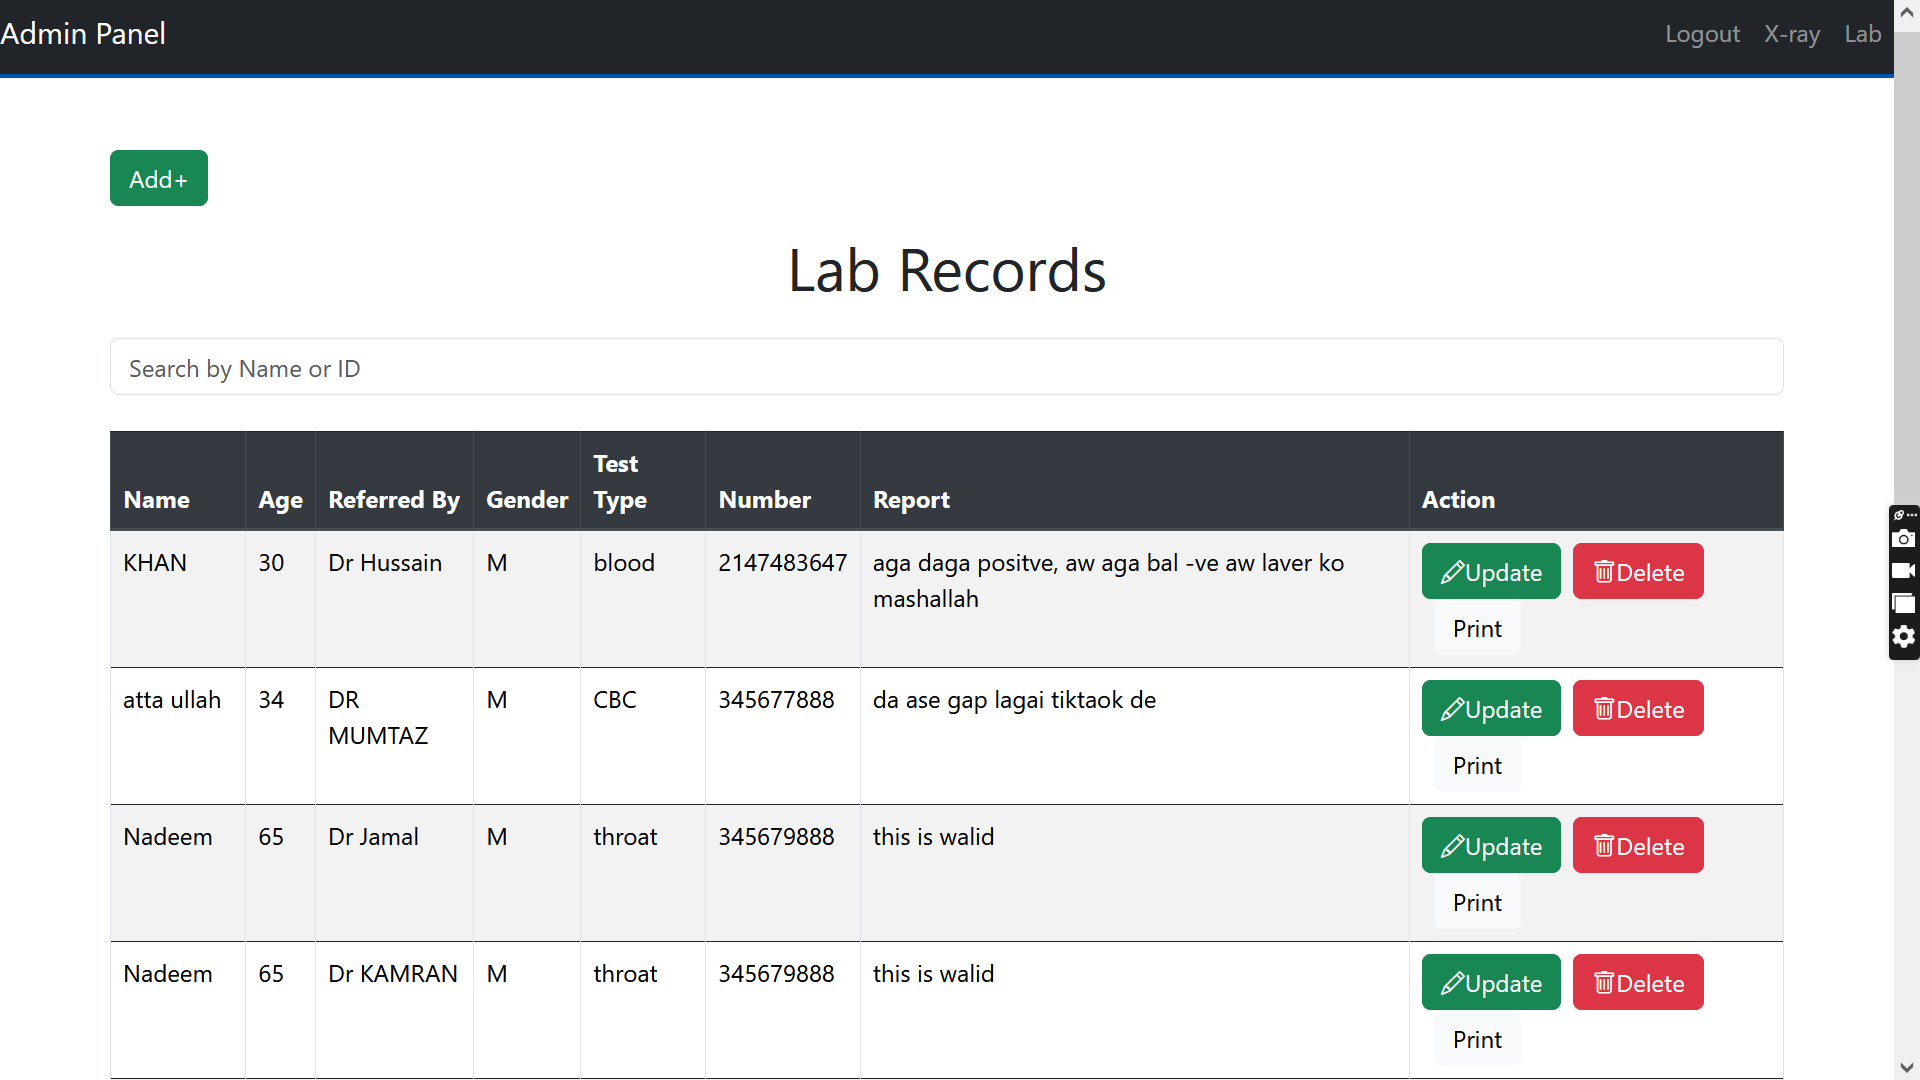 Admin Panel
Logout X-ray Lab
Add+
Lab Records
Search by Name or ID
Name Age Referred By Gender Test Type Number Report Action
KHAN 30 Dr Hussain M blood 2147483647 aga daga positve, aw aga bal -ve aw laver ko
mashallah
Update Delete
Print
atta ullah 34 DR
MUMTAZ M CBC 345677888 da ase gap lagai tiktaok de
Update Delete
Print
Nadeem 65 Dr Jamal M throat 345679888 this is walid
Update Delete
Print
Nadeem 65 Dr KAMRAN M throat 345679888 this is walid
Update Delete
Print